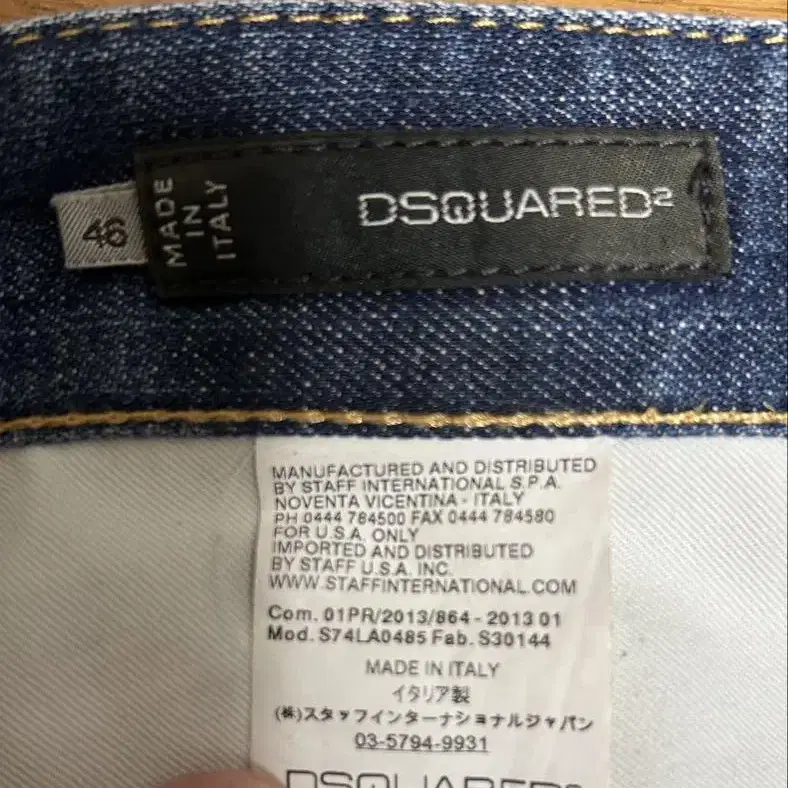 46
MADE
IN
ITALY
DSQUARED²
MANUFACTURED AND DISTRIBUTED
BY STAFF INTERNATIONAL S.P.A.
NOVENTA VICENTINA - ITALY
PH 0444 784500 FAX 0444 784580
FOR U.S.A. ONLY
IMPORTED AND DISTRIBUTED
BY STAFF U.S.A. INC.
WWW.STAFFINTERNATIONAL.COM
Com. 01PR/2013/864 - 2013 01
Mod. S74LA0485 Fab. S30144
MADE IN ITALY
イタリア製
(株)スタッフインターナショナルジャパン
03-5794-9931
DSQUARED²